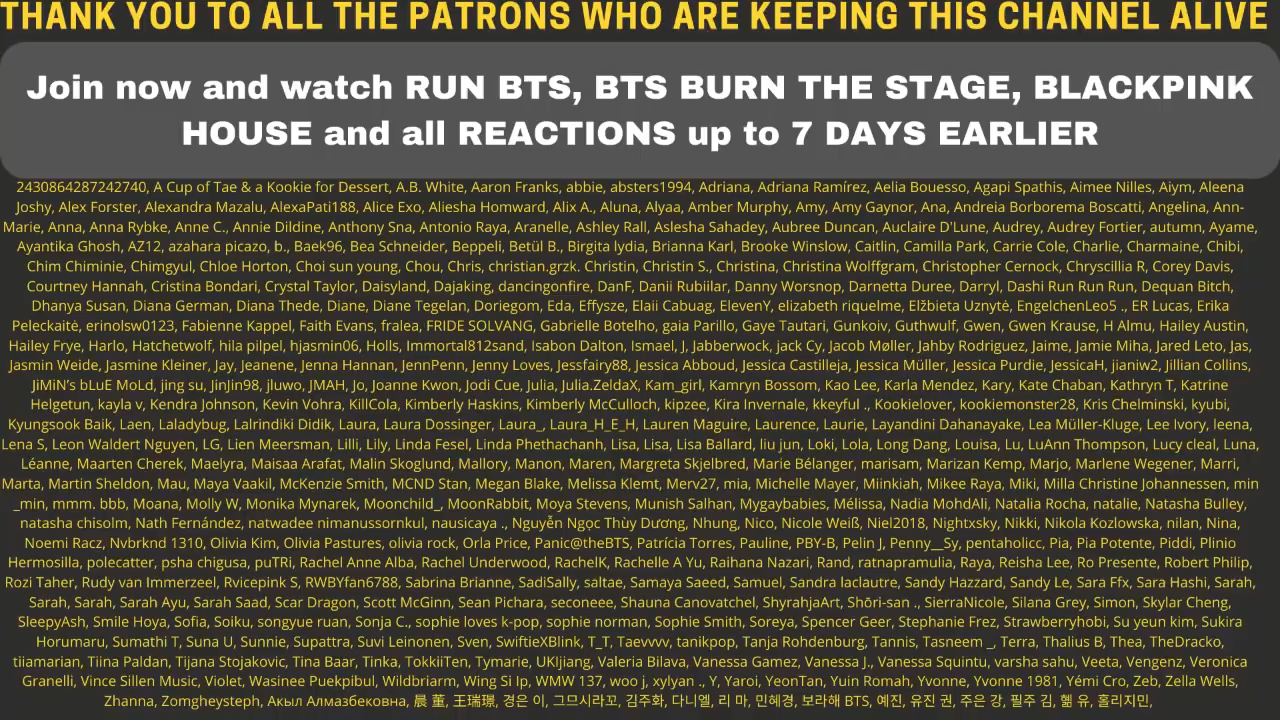 THANK YOU TO ALL THE PATRONS WHO ARE KEEPING THIS CHANNEL ALIVE
Join now and watch RUN BTS, BTS BURN THE STAGE, BLACKPINK
HOUSE and all REACTIONS up to 7 DAYS EARLIER
2430864287242740, A Cup of Tae & a Kookie for Dessert, A.B. White, Aaron Franks, abbie, absters1994, Adriana, Adriana Ramírez, Aelia Bouesso, Agapi Spathis, Aimee Nilles, Aiym, Aleena
Joshy, Alex Forster, Alexandra Mazalu, AlexaPati188, Alice Exo, Aliesha Homward, Alix A., Aluna, Alyaa, Amber Murphy, Amy, Amy Gaynor, Ana, Andreia Borborema Boscatti, Angelina, Ann-
Marie, Anna, Anna Rybke, Anne C., Annie Dildine, Anthony Sna, Antonio Raya, Aranelle, Ashley Rall, Aslesha Sahadey, Aubree Duncan, Auclaire D'Lune, Audrey, Audrey Fortier, autumn, Ayame,
Ayantika Ghosh, AZ12, azahara picazo, b., Baek96, Bea Schneider, Beppeli, Betül B., Birgita lydia, Brianna Karl, Brooke Winslow, Caitlin, Camilla Park, Carrie Cole, Charlie, Charmaine, Chibi,
Chim Chiminie, Chimgyul, Chloe Horton, Choi sun young, Chou, Chris, christian.grzk. Christin, Christin S., Christina, Christina Wolffgram, Christopher Cernock, Chryscillia R, Corey Davis,
Courtney Hannah, Cristina Bondari, Crystal Taylor, Daisyland, Dajaking, dancingonfire, DanF, Danii Rubiilar, Danny Worsnop, Darnetta Duree, Darryl, Dashi Run Run Run, Dequan Bitch,
Dhanya Susan, Diana German, Diana Thede, Diane, Diane Tegelan, Doriegom, Eda, Effysze, Elaii Cabuag, ElevenY, elizabeth riquelme, Elžbieta Uznytė, EngelchenLeo5 ., ER Lucas, Erika
Peleckaitė, erinolsw0123, Fabienne Kappel, Faith Evans, fralea, FRIDE SOLVANG, Gabrielle Botelho, gaia Parillo, Gaye Tautari, Gunkoiv, Guthwulf, Gwen, Gwen Krause, H Almu, Hailey Austin,
Hailey Frye, Harlo, Hatchetwolf, hila pilpel, hjasmin06, Holls, Immortal812sand, Isabon Dalton, Ismael, J, Jabberwock, jack Cy, Jacob Møller, Jahby Rodriguez, Jaime, Jamie Miha, Jared Leto, Jas,
Jasmin Weide, Jasmine Kleiner, Jay, Jeanene, Jenna Hannan, JennPenn, Jenny Loves, Jessfairy88, Jessica Abboud, Jessica Castilleja, Jessica Müller, Jessica Purdie, JessicaH, jianiw2, Jillian Collins,
JiMiN's bLuE MoLd, jing su, JinJin98, jluwo, JMAH, Jo, Joanne Kwon, Jodi Cue, Julia, Julia.ZeldaX, Kam_girl, Kamryn Bossom, Kao Lee, Karla Mendez, Kary, Kate Chaban, Kathryn T, Katrine
Helgetun, kayla v, Kendra Johnson, Kevin Vohra, KillCola, Kimberly Haskins, Kimberly McCulloch, kipzee, Kira Invernale, kkeyful ., Kookielover, kookiemonster28, Kris Chelminski, kyubi,
Kyungsook Baik, Laen, Laladybug, Lalrindiki Didik, Laura, Laura Dossinger, Laura_, Laura_H_E_H, Lauren Maguire, Laurence, Laurie, Layandini Dahanayake, Lea Müller-Kluge, Lee Ivory, leena,
Lena S, Leon Waldert Nguyen, LG, Lien Meersman, Lilli, Lily, Linda Fesel, Linda Phethachanh, Lisa, Lisa, Lisa Ballard, liu jun, Loki, Lola, Long Dang, Louisa, Lu, LuAnn Thompson, Lucy cleal, Luna,
Léanne, Maarten Cherek, Maelyra, Maisaa Arafat, Malin Skoglund, Mallory, Manon, Maren, Margreta Skjelbred, Marie Bélanger, marisam, Marizan Kemp, Marjo, Marlene Wegener, Marri,
Marta, Martin Sheldon, Mau, Maya Vaakil, McKenzie Smith, MCND Stan, Megan Blake, Melissa Klemt, Merv27, mia, Michelle Mayer, Miinkiah, Mikee Raya, Miki, Milla Christine Johannessen, min
_min, mmm. bbb, Moana, Molly W, Monika Mynarek, Moonchild_, MoonRabbit, Moya Stevens, Munish Salhan, Mygaybabies, Mélissa, Nadia MohdAli, Natalia Rocha, natalie, Natasha Bulley,
natasha chisolm, Nath Fernández, natwadee nimanussornkul, nausicaya ., Nguyễn Ngọc Thùy Dương, Nhung, Nico, Nicole Weiß, Niel2018, Nightxsky, Nikki, Nikola Kozlowska, nilan, Nina,
Noemi Racz, Nvbrknd 1310, Olivia Kim, Olivia Pastures, olivia rock, Orla Price, Panic@theBTS, Patrícia Torres, Pauline, PBY-B, Pelin J, Penny__Sy, pentaholicc, Pia, Pia Potente, Piddi, Plinio
Hermosilla, polecatter, psha chigusa, puTRi, Rachel Anne Alba, Rachel Underwood, RachelK, Rachelle A Yu, Raihana Nazari, Rand, ratnapramulia, Raya, Reisha Lee, Ro Presente, Robert Philip,
Rozi Taher, Rudy van Immerzeel, Rvicepink S, RWBYfan6788, Sabrina Brianne, SadiSally, saltae, Samaya Saeed, Samuel, Sandra Iaclautre, Sandy Hazzard, Sandy Le, Sara Ffx, Sara Hashi, Sarah,
Sarah, Sarah, Sarah Ayu, Sarah Saad, Scar Dragon, Scott McGinn, Sean Pichara, seconeee, Shauna Canovatchel, ShyrahjaArt, Shōri-san ., SierraNicole, Silana Grey, Simon, Skylar Cheng,
SleepyAsh, Smile Hoya, Sofia, Soiku, songyue ruan, Sonja C., sophie loves k-pop, sophie norman, Sophie Smith, Soreya, Spencer Geer, Stephanie Frez, Strawberryhobi, Su yeun kim, Sukira
Horumaru, Sumathi T, Suna U, Sunnie, Supattra, Suvi Leinonen, Sven, SwiftieXBlink, T_T, Taevvvv, tanikpop, Tanja Rohdenburg, Tannis, Tasneem _, Terra, Thalius B, Thea, TheDracko,
tiiamarian, Tiina Paldan, Tijana Stojakovic, Tina Baar, Tinka, TokkiiTen, Tymarie, UKIjiang, Valeria Bilava, Vanessa Gamez, Vanessa J., Vanessa Squintu, varsha sahu, Veeta, Vengenz, Veronica
Granelli, Vince Sillen Music, Violet, Wasinee Puekpibul, Wildbriarm, Wing Si Ip, WMW 137, woo j, xylyan ., Y, Yaroi, YeonTan, Yuin Romah, Yvonne, Yvonne 1981, Yémi Cro, Zeb, Zella Wells,
Zhanna, Zomgheysteph, Акыл Алмазбековна, 晨 董, 王瑞璟, 경은 이, 그므시라꼬, 김주화, 다니엘, 리 마, 민혜경, 보라해 BTS, 예진, 유진 권, 주은 강, 필주 김, 헮 유, 홀리지민,